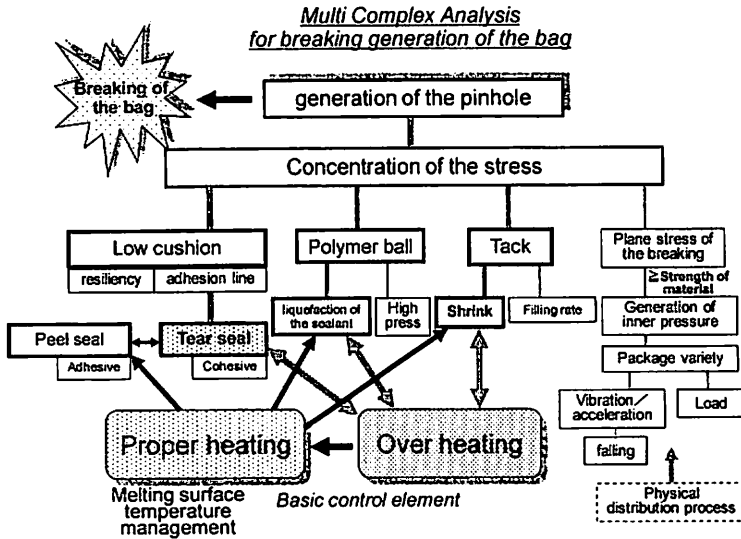 Multi Complex Analysis
for breaking generation of the bag
Breaking of
the bag
generation of the pinhole
Concentration of the stress
Low cushion
resiliency
adhesion line
Polymer ball
Tack
Plane stress of
the breaking
≧Strength of
material
liquefaction
of the sealant
High
press
Shrink
Filling rate
Generation of
inner pressure
Peel seal
Tear seal
Adhesive
Cohesive
Package variety
Vibration／
acceleration
Load
falling
Proper heating
Over heating
Melting surface
temperature
management
Basic control element
Physical
distribution process